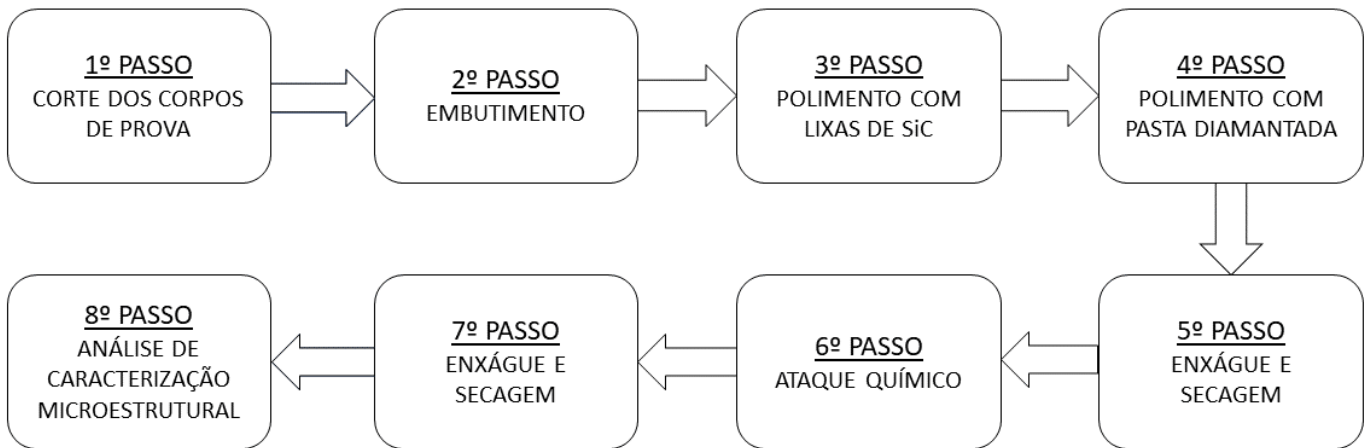 1º PASSO
CORTE DOS CORPOS
DE PROVA
2º PASSO
EMBUTIMENTO
3º PASSO
POLIMENTO COM
LIXAS DE SiC
4º PASSO
POLIMENTO COM
PASTA DIAMANTADA
5º PASSO
ENXÁGUE E
SECAGEM
6º PASSO
ATAQUE QUÍMICO
7º PASSO
ENXÁGUE E
SECAGEM
8º PASSO
ANÁLISE DE
CARACTERIZAÇÃO
MICROESTRUTURAL